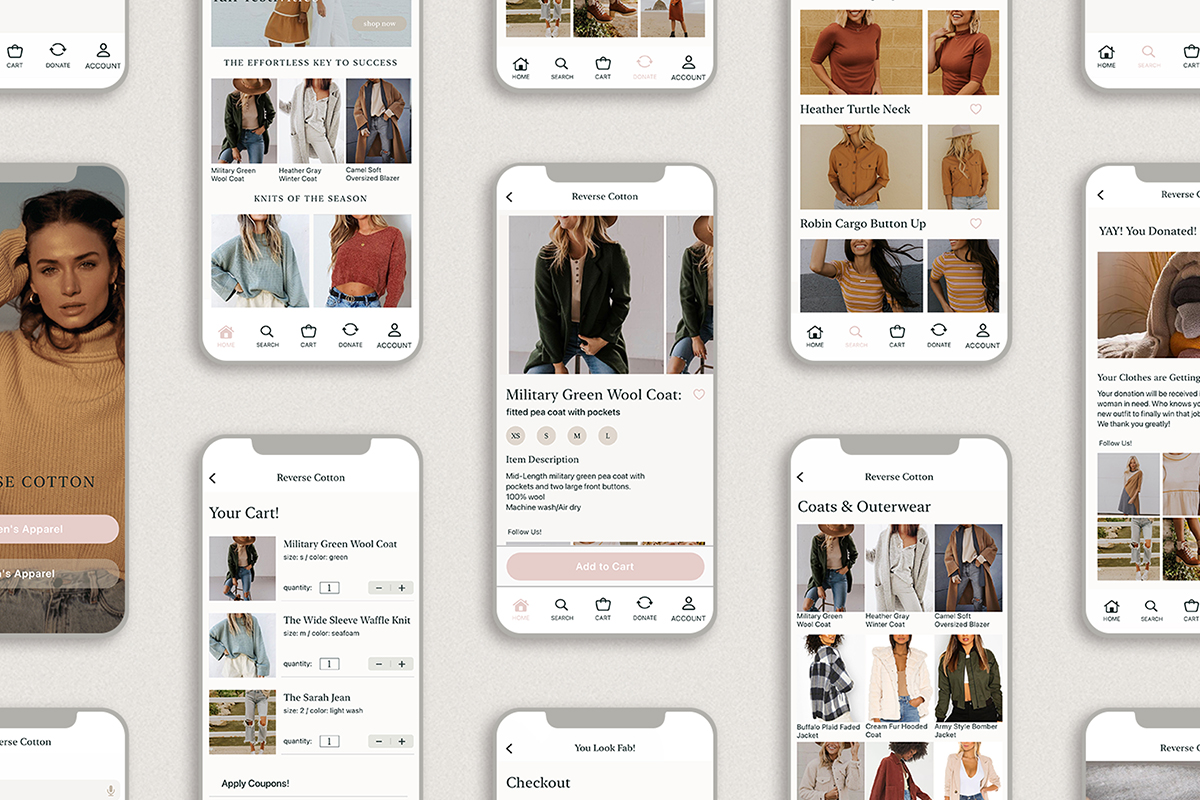 CART
DONATE
ACCOUNT
SE COTTON
en's Apparel
's Apparel
verse Cotton
shop now
THE EFFORTLESS KEY TO SUCCESS
Military Green
Wool Coat
Heather Gray
Winter Coat
Camel Soft
Oversized Blazer
KNITS OF THE SEASON
HOME
SEARCH
CART
DONATE
ACCOUNT
Reverse Cotton
Your Cart!
Military Green Wool Coat
size: s / color: green
quantity: 1 − +
The Wide Sleeve Waffle Knit
size: m / color: seafoam
quantity: 1 − +
The Sarah Jean
size: 2 / color: light wash
quantity: 1 − +
Apply Coupons!
HOME
SEARCH
CART
DONATE
ACCOUNT
Reverse Cotton
Military Green Wool Coat:
fitted pea coat with pockets
XS
S
M
L
Item Description
Mid-Length military green pea coat with
pockets and two large front buttons.
100% wool
Machine wash/Air dry
Follow Us!
Add to Cart
HOME
SEARCH
CART
DONATE
ACCOUNT
You Look Fab!
Checkout
Heather Turtle Neck
Robin Cargo Button Up
HOME
SEARCH
CART
DONATE
ACCOUNT
Reverse Cotton
Coats & Outerwear
Military Green
Wool Coat
Heather Gray
Winter Coat
Camel Soft
Oversized Blazer
Buffalo Plaid Faded
Jacket
Cream Fur Hooded
Coat
Army Style Bomber
Jacket
HOME
SEARCH
CART
Reverse C
YAY! You Donated!
Your Clothes are Getting
Your donation will be received
woman in need. Who knows yo
new outfit to finally win that job
We thank you greatly!
Follow Us!
HOME
SEARCH
CART
Reverse C